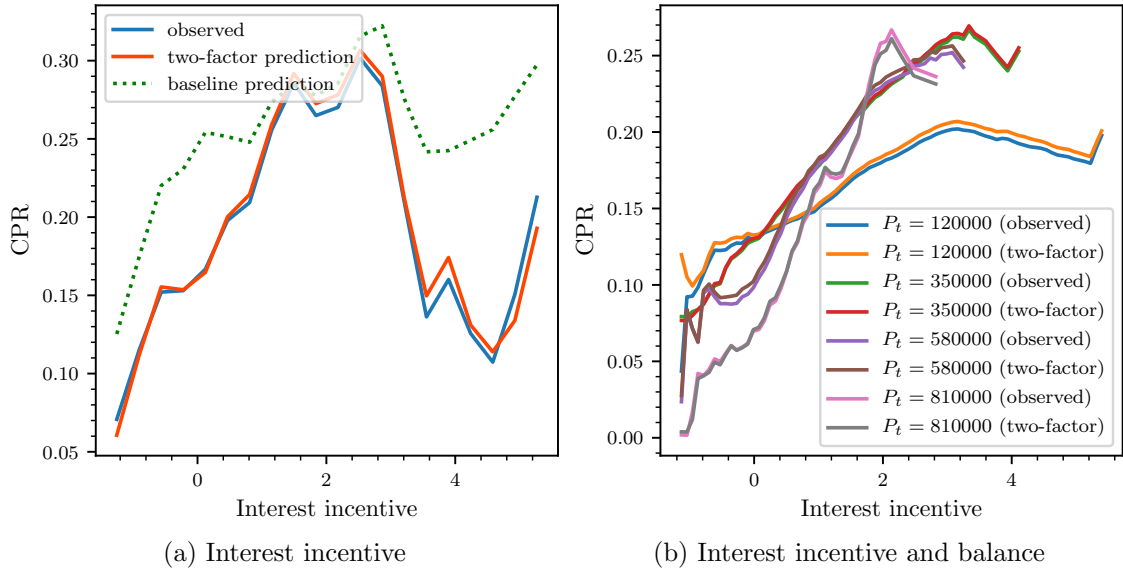 observed
two-factor prediction
baseline prediction
0.30
0.25
0.20
0.15
0.10
0.05
CPR
0
2
4
Interest incentive
(a) Interest incentive
0.25
0.20
0.15
0.10
0.05
0.00
CPR
P_t = 120000 (observed)
P_t = 120000 (two-factor)
P_t = 350000 (observed)
P_t = 350000 (two-factor)
P_t = 580000 (observed)
P_t = 580000 (two-factor)
P_t = 810000 (observed)
P_t = 810000 (two-factor)
0
2
4
Interest incentive
(b) Interest incentive and balance